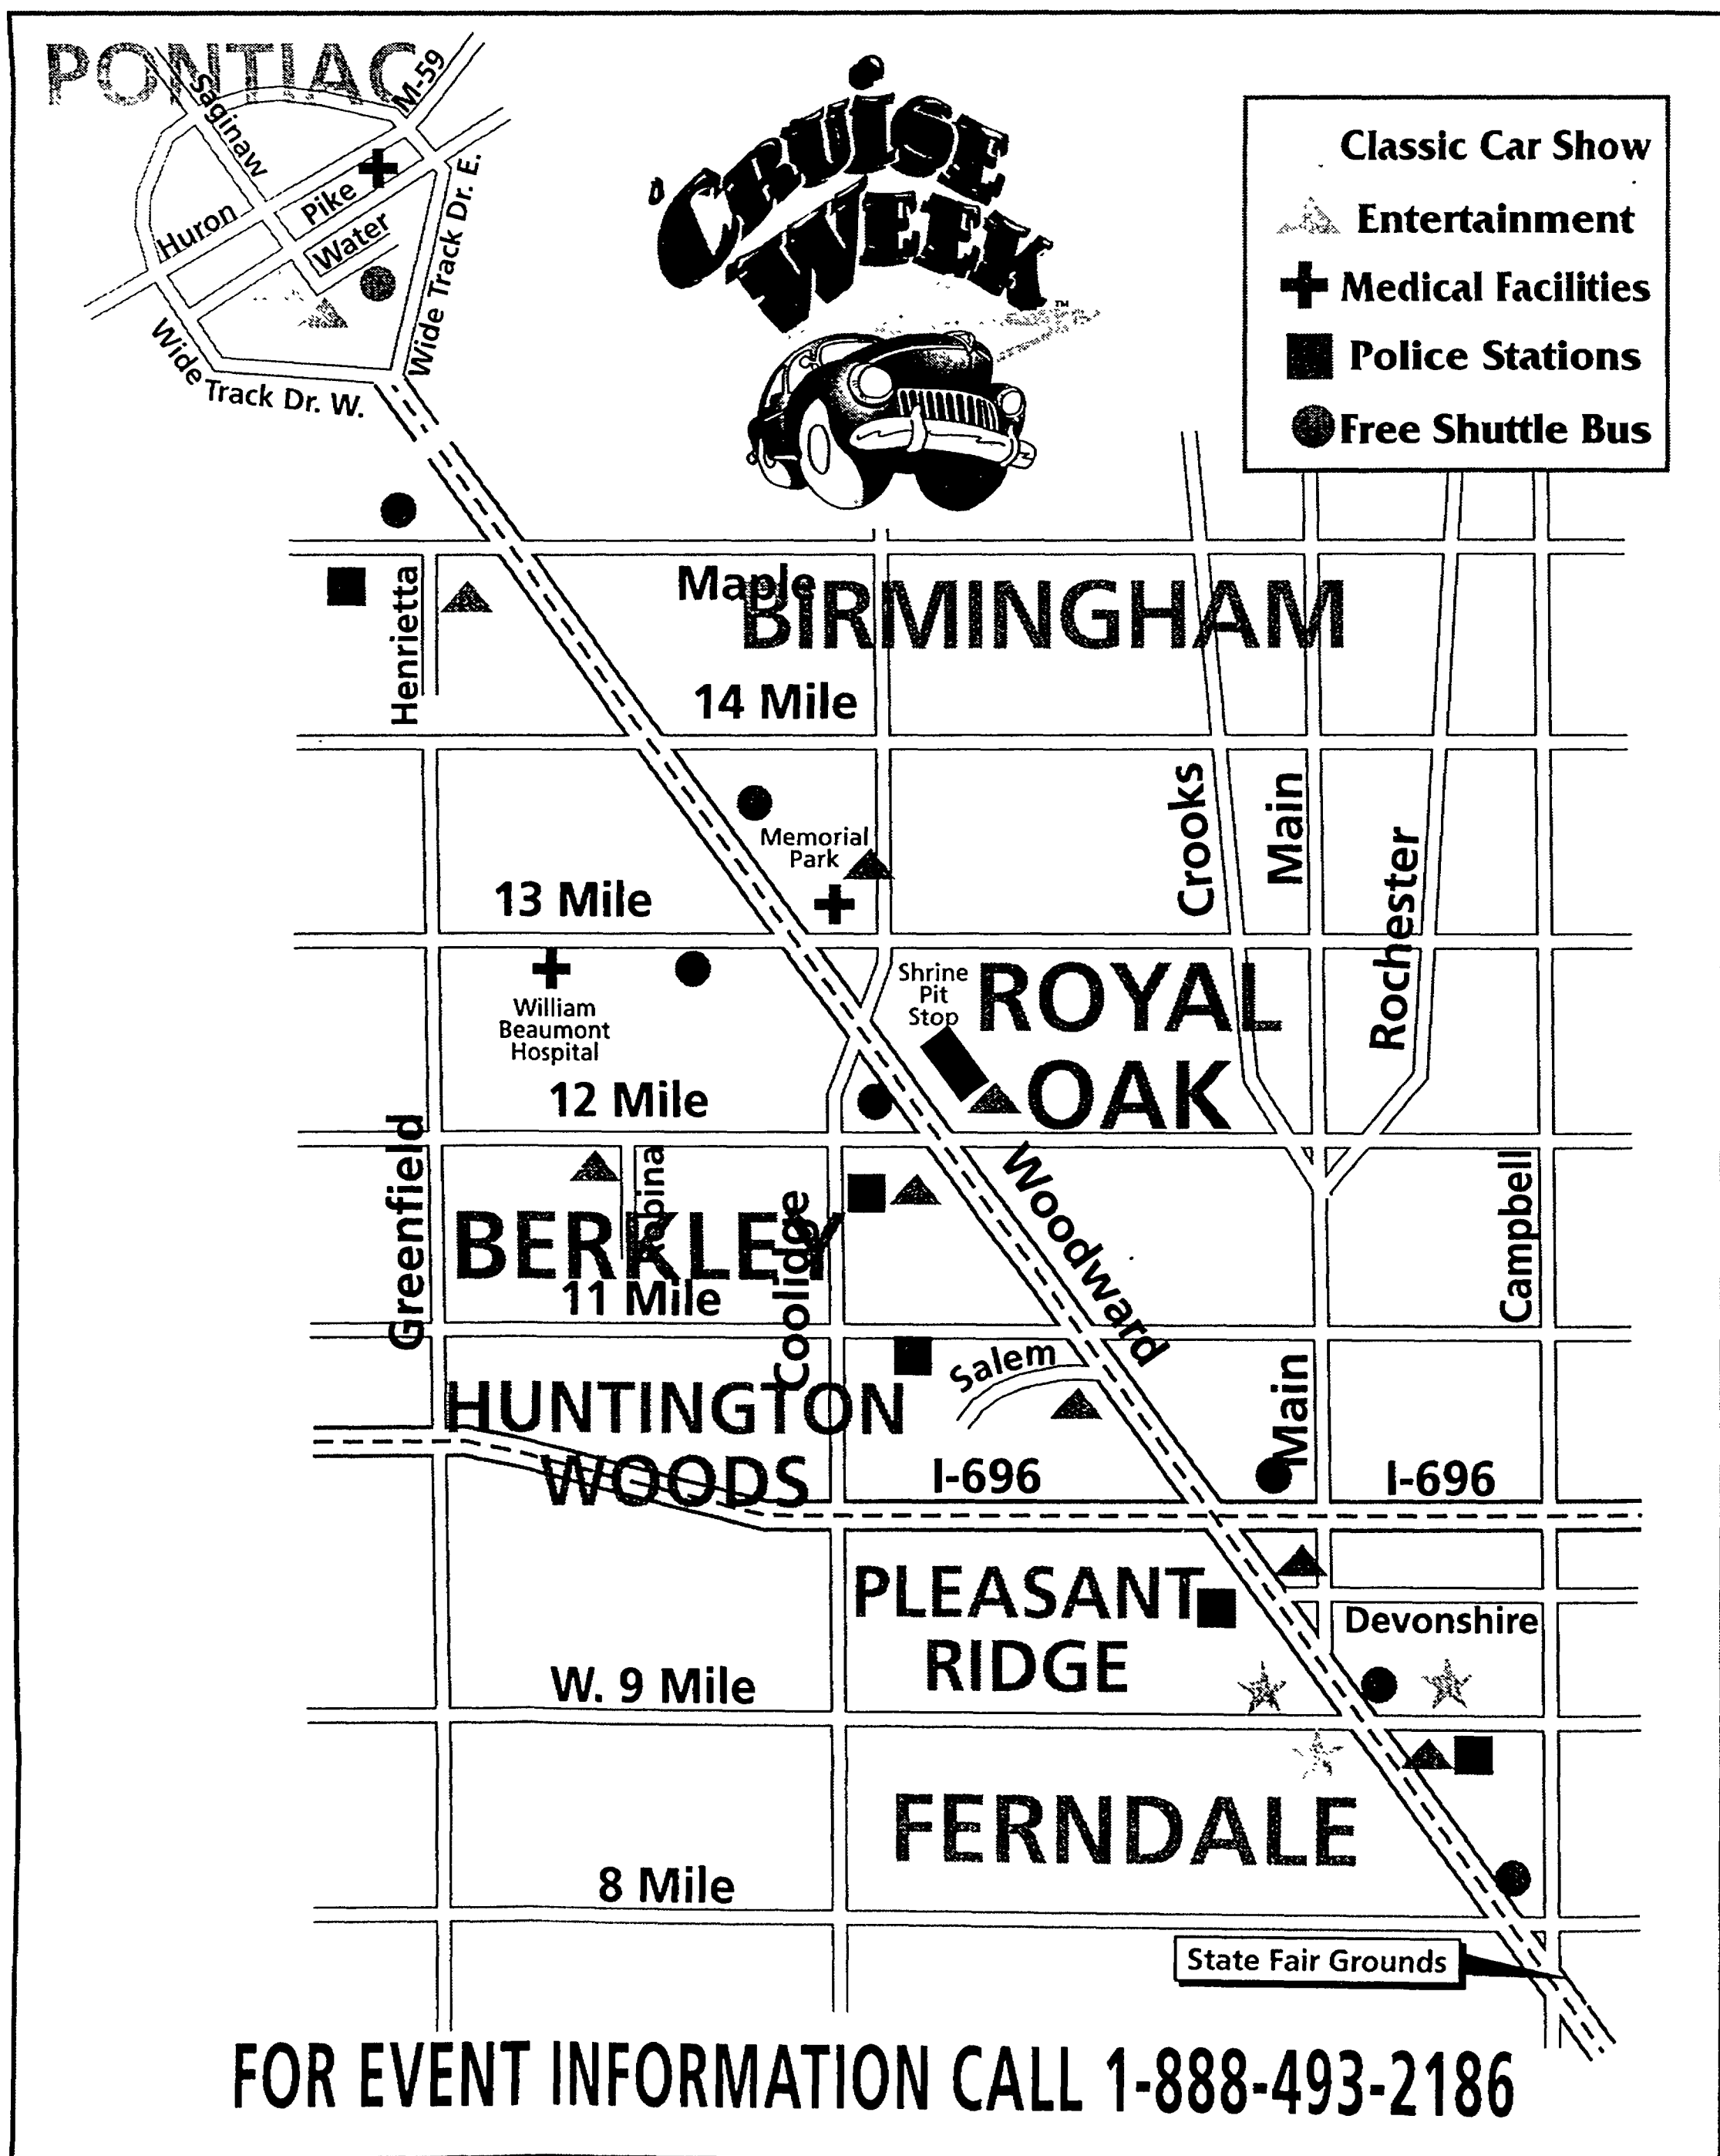 PONTIAC
M-59
Saginaw
Huron
Pike
Water
Wide Track Dr. E.
Wide
Track Dr. W.
'CRUISE
WEEK
™
Classic Car Show
Entertainment
Medical Facilities
Police Stations
Free Shuttle Bus
Maple
BIRMINGHAM
Henrietta
14 Mile
Crooks
Main
Rochester
Memorial
Park
13 Mile
William
Beaumont
Hospital
Shrine
Pit
Stop
ROYAL
OAK
12 Mile
Greenfield
Robina
BERKLEY
Coolidge
Woodward
Campbell
11 Mile
Salem
Main
HUNTINGTON
WOODS
I-696
I-696
PLEASANT
RIDGE
Devonshire
W. 9 Mile
FERNDALE
8 Mile
State Fair Grounds
FOR EVENT INFORMATION CALL 1-888-493-2186